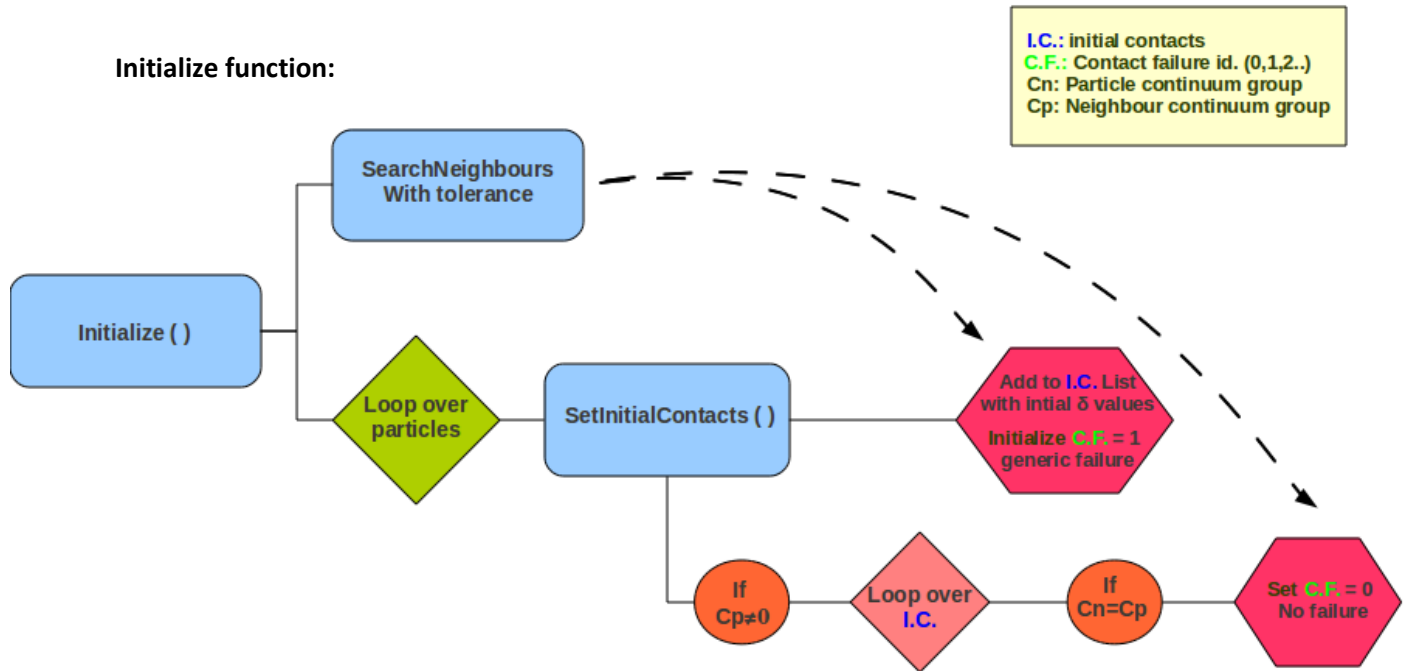 Initialize function:
I.C.: initial contacts
C.F.: Contact failure id. (0,1,2..)
Cn: Particle continuum group
Cp: Neighbour continuum group
SearchNeighbours
With tolerance
Initialize ( )
Loop over
particles
SetInitialContacts ( )
Add to I.C. List
with intial δ values
Initialize C.F. = 1
generic failure
If
Cp≠0
Loop over
I.C.
If
Cn=Cp
Set C.F. = 0
No failure